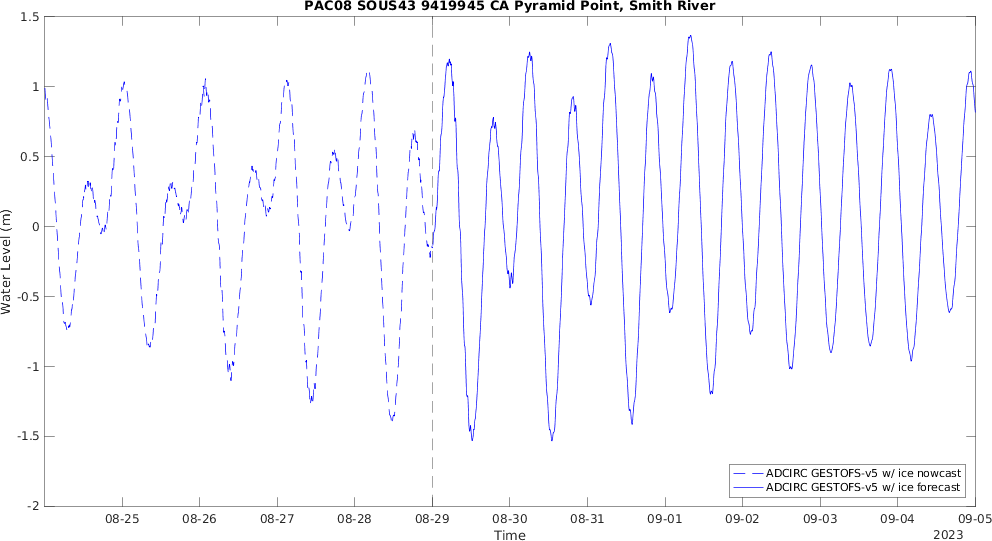 PAC08 SOUS43 9419945 CA Pyramid Point, Smith River
1.5
1
0.5
0
-0.5
-1
-1.5
-2
Water Level (m)
08-25 08-26 08-27 08-28 08-29 08-30 08-31 09-01 09-02 09-03 09-04 09-05
Time
2023
ADCIRC GESTOFS-v5 w/ ice nowcast
ADCIRC GESTOFS-v5 w/ ice forecast